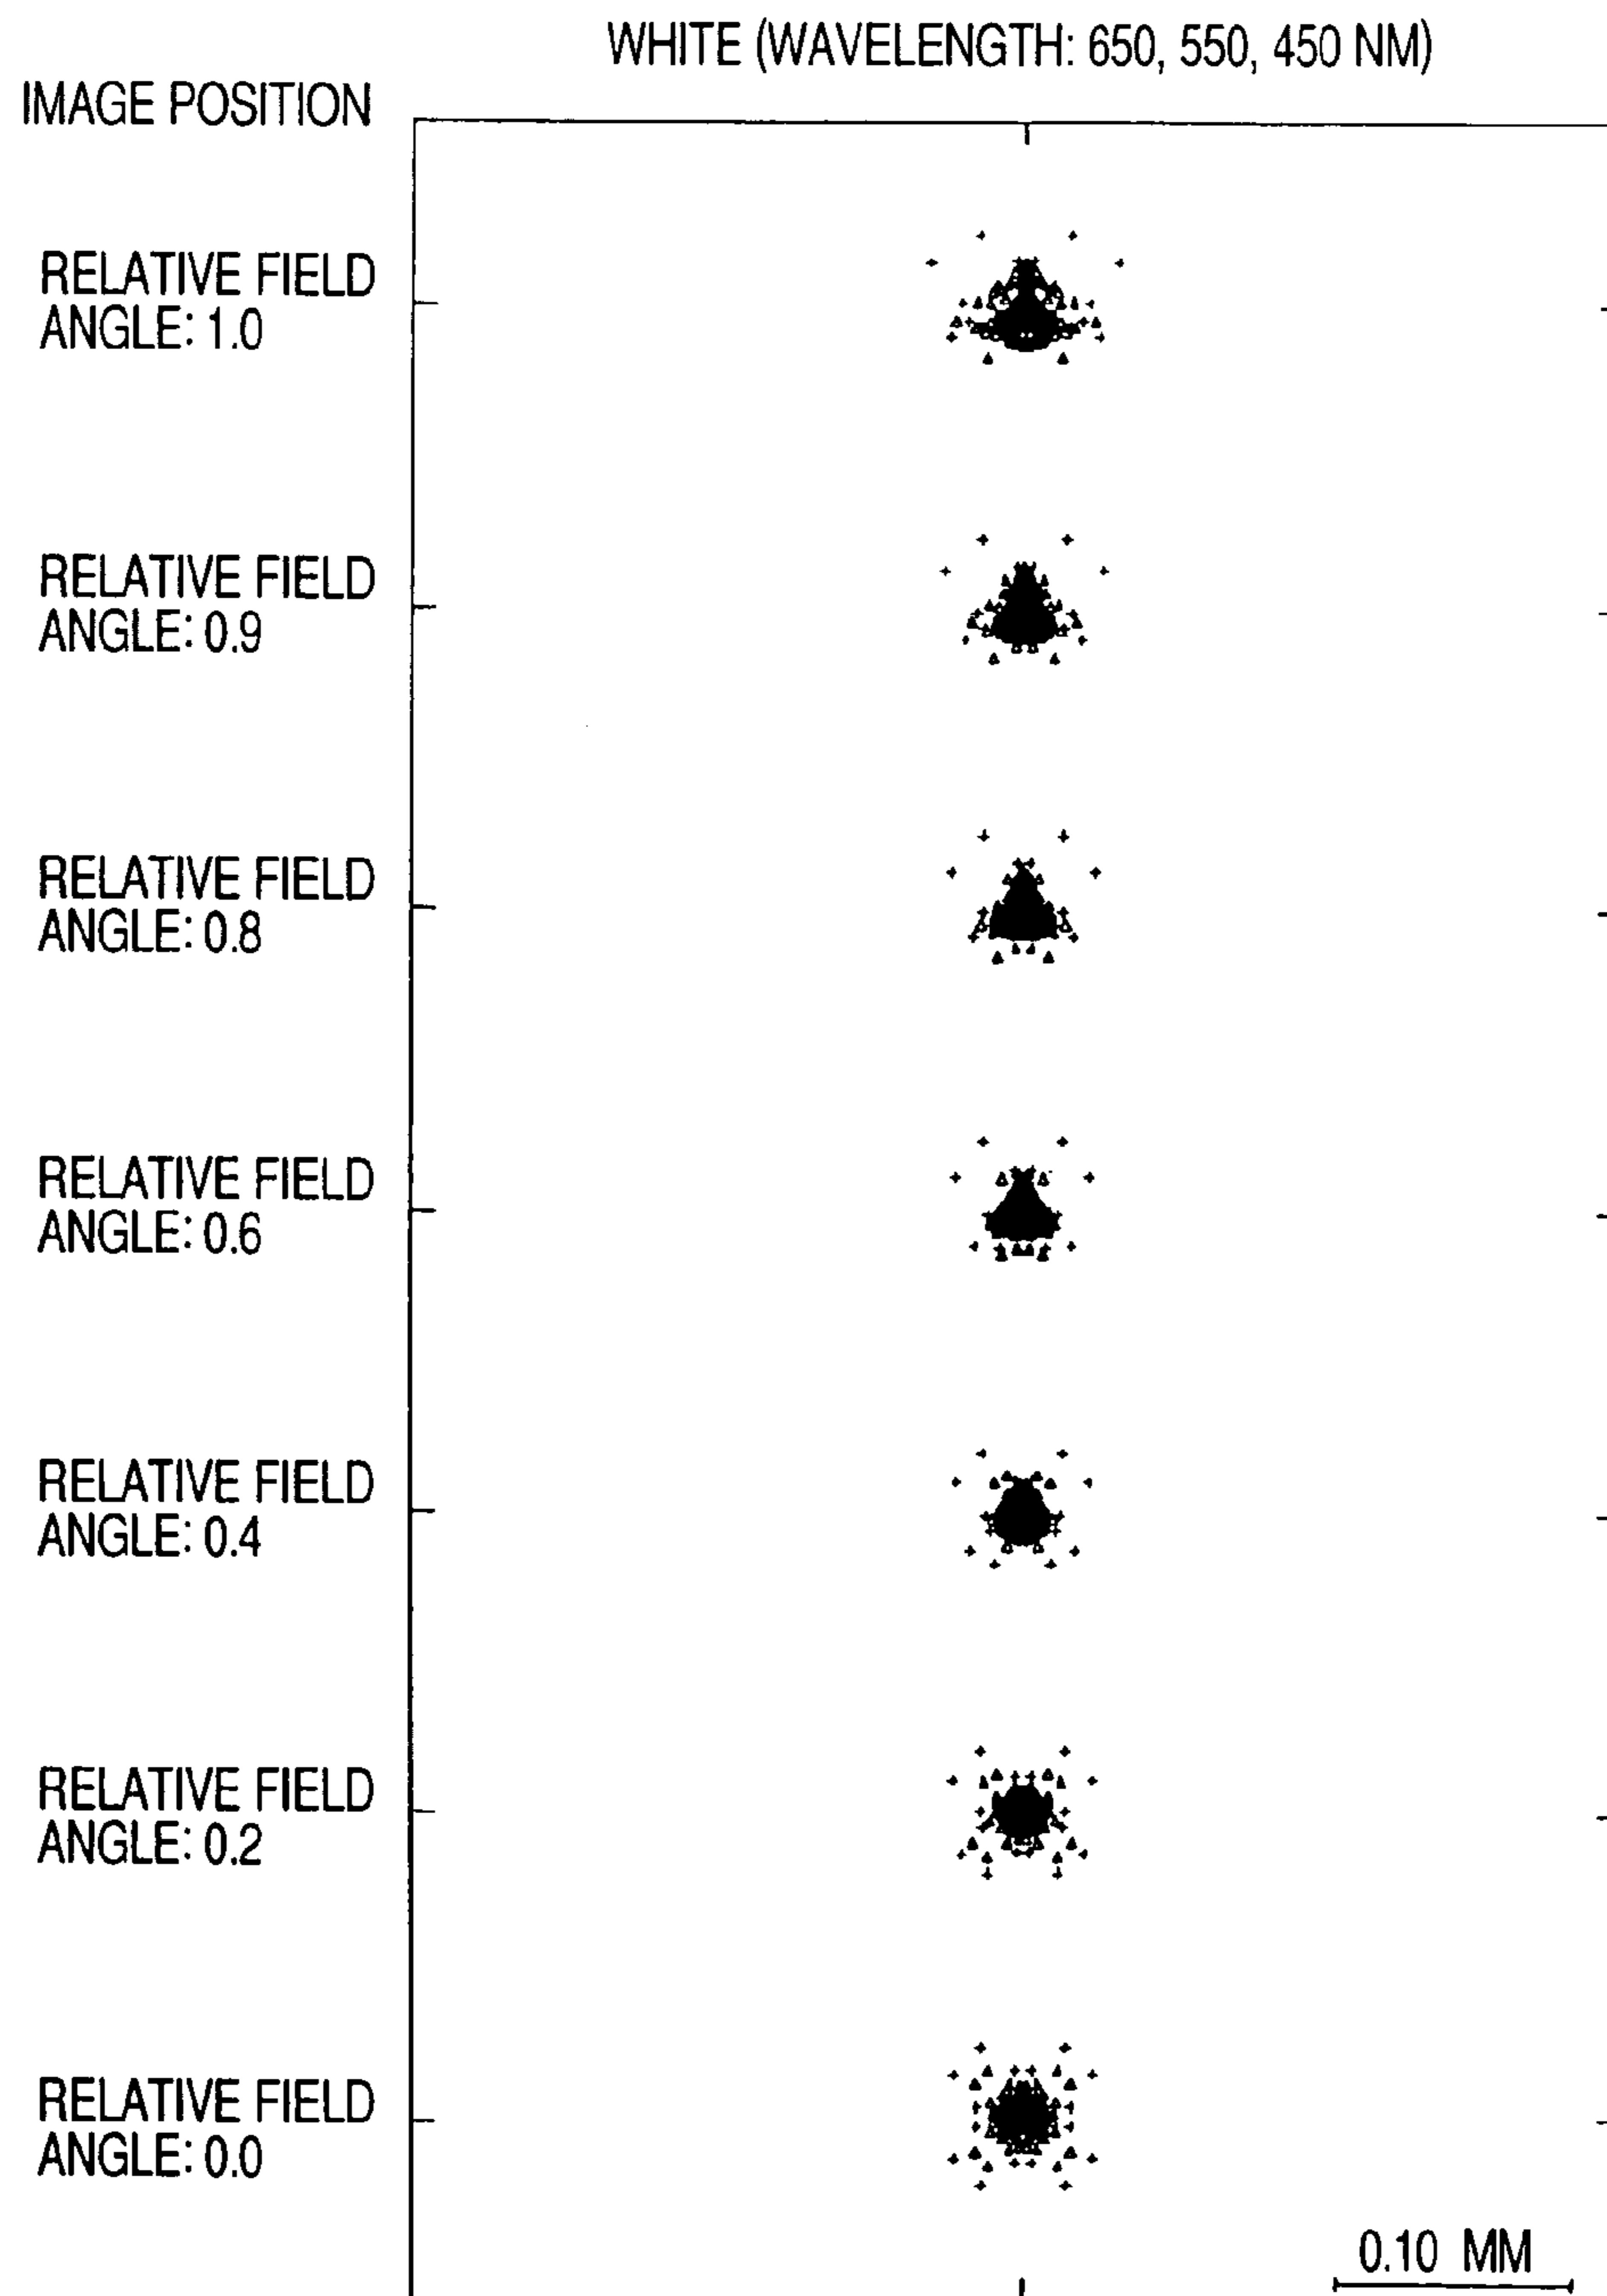 WHITE (WAVELENGTH: 650, 550, 450 NM)
IMAGE POSITION
RELATIVE FIELD
ANGLE: 1.0
RELATIVE FIELD
ANGLE: 0.9
RELATIVE FIELD
ANGLE: 0.8
RELATIVE FIELD
ANGLE: 0.6
RELATIVE FIELD
ANGLE: 0.4
RELATIVE FIELD
ANGLE: 0.2
RELATIVE FIELD
ANGLE: 0.0
0.10 MM